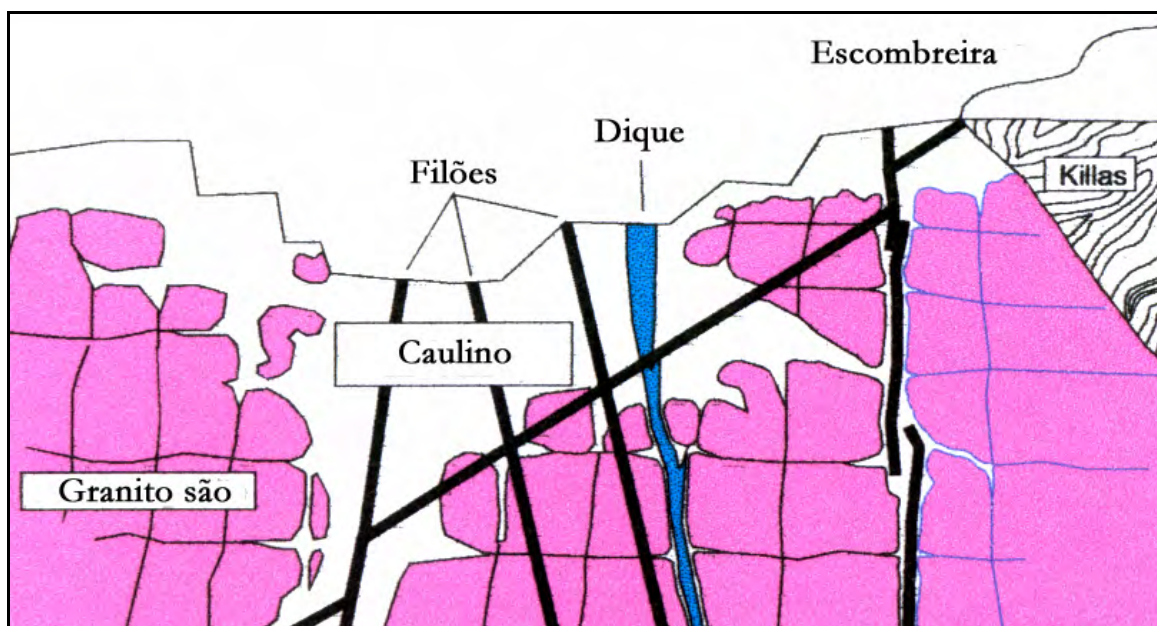 Escombreira
Dique
Filões
Killas
Caulino
Granito são